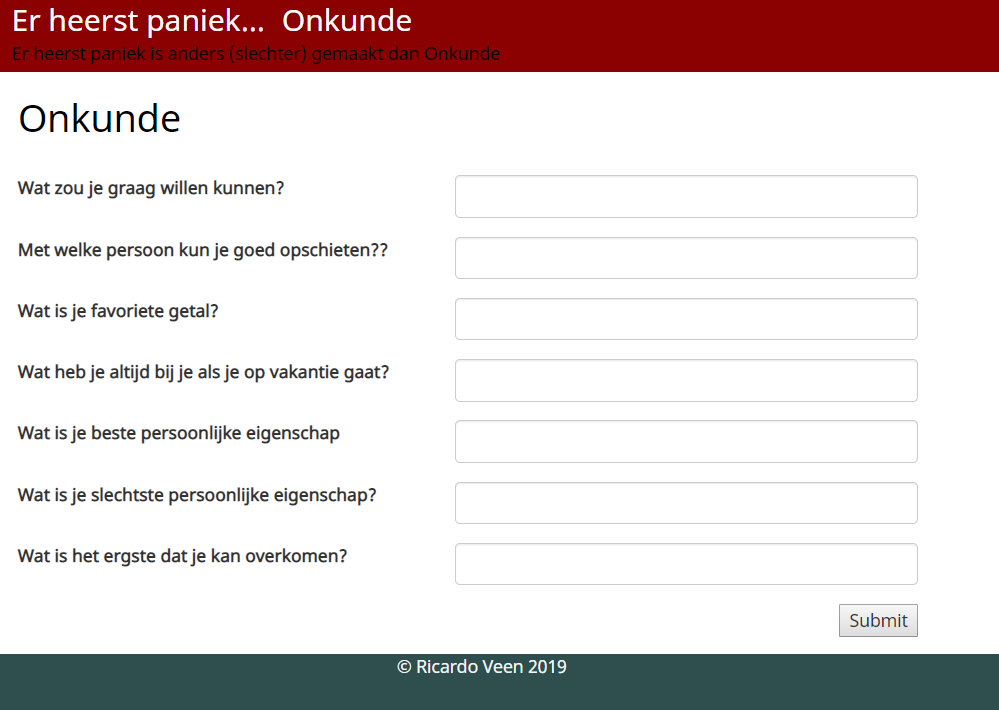 Er heerst paniek... Onkunde
Er heerst paniek is anders (slechter) gemaakt dan Onkunde
Onkunde
Wat zou je graag willen kunnen?
Met welke persoon kun je goed opschieten??
Wat is je favoriete getal?
Wat heb je altijd bij je als je op vakantie gaat?
Wat is je beste persoonlijke eigenschap
Wat is je slechtste persoonlijke eigenschap?
Wat is het ergste dat je kan overkomen?
Submit
© Ricardo Veen 2019